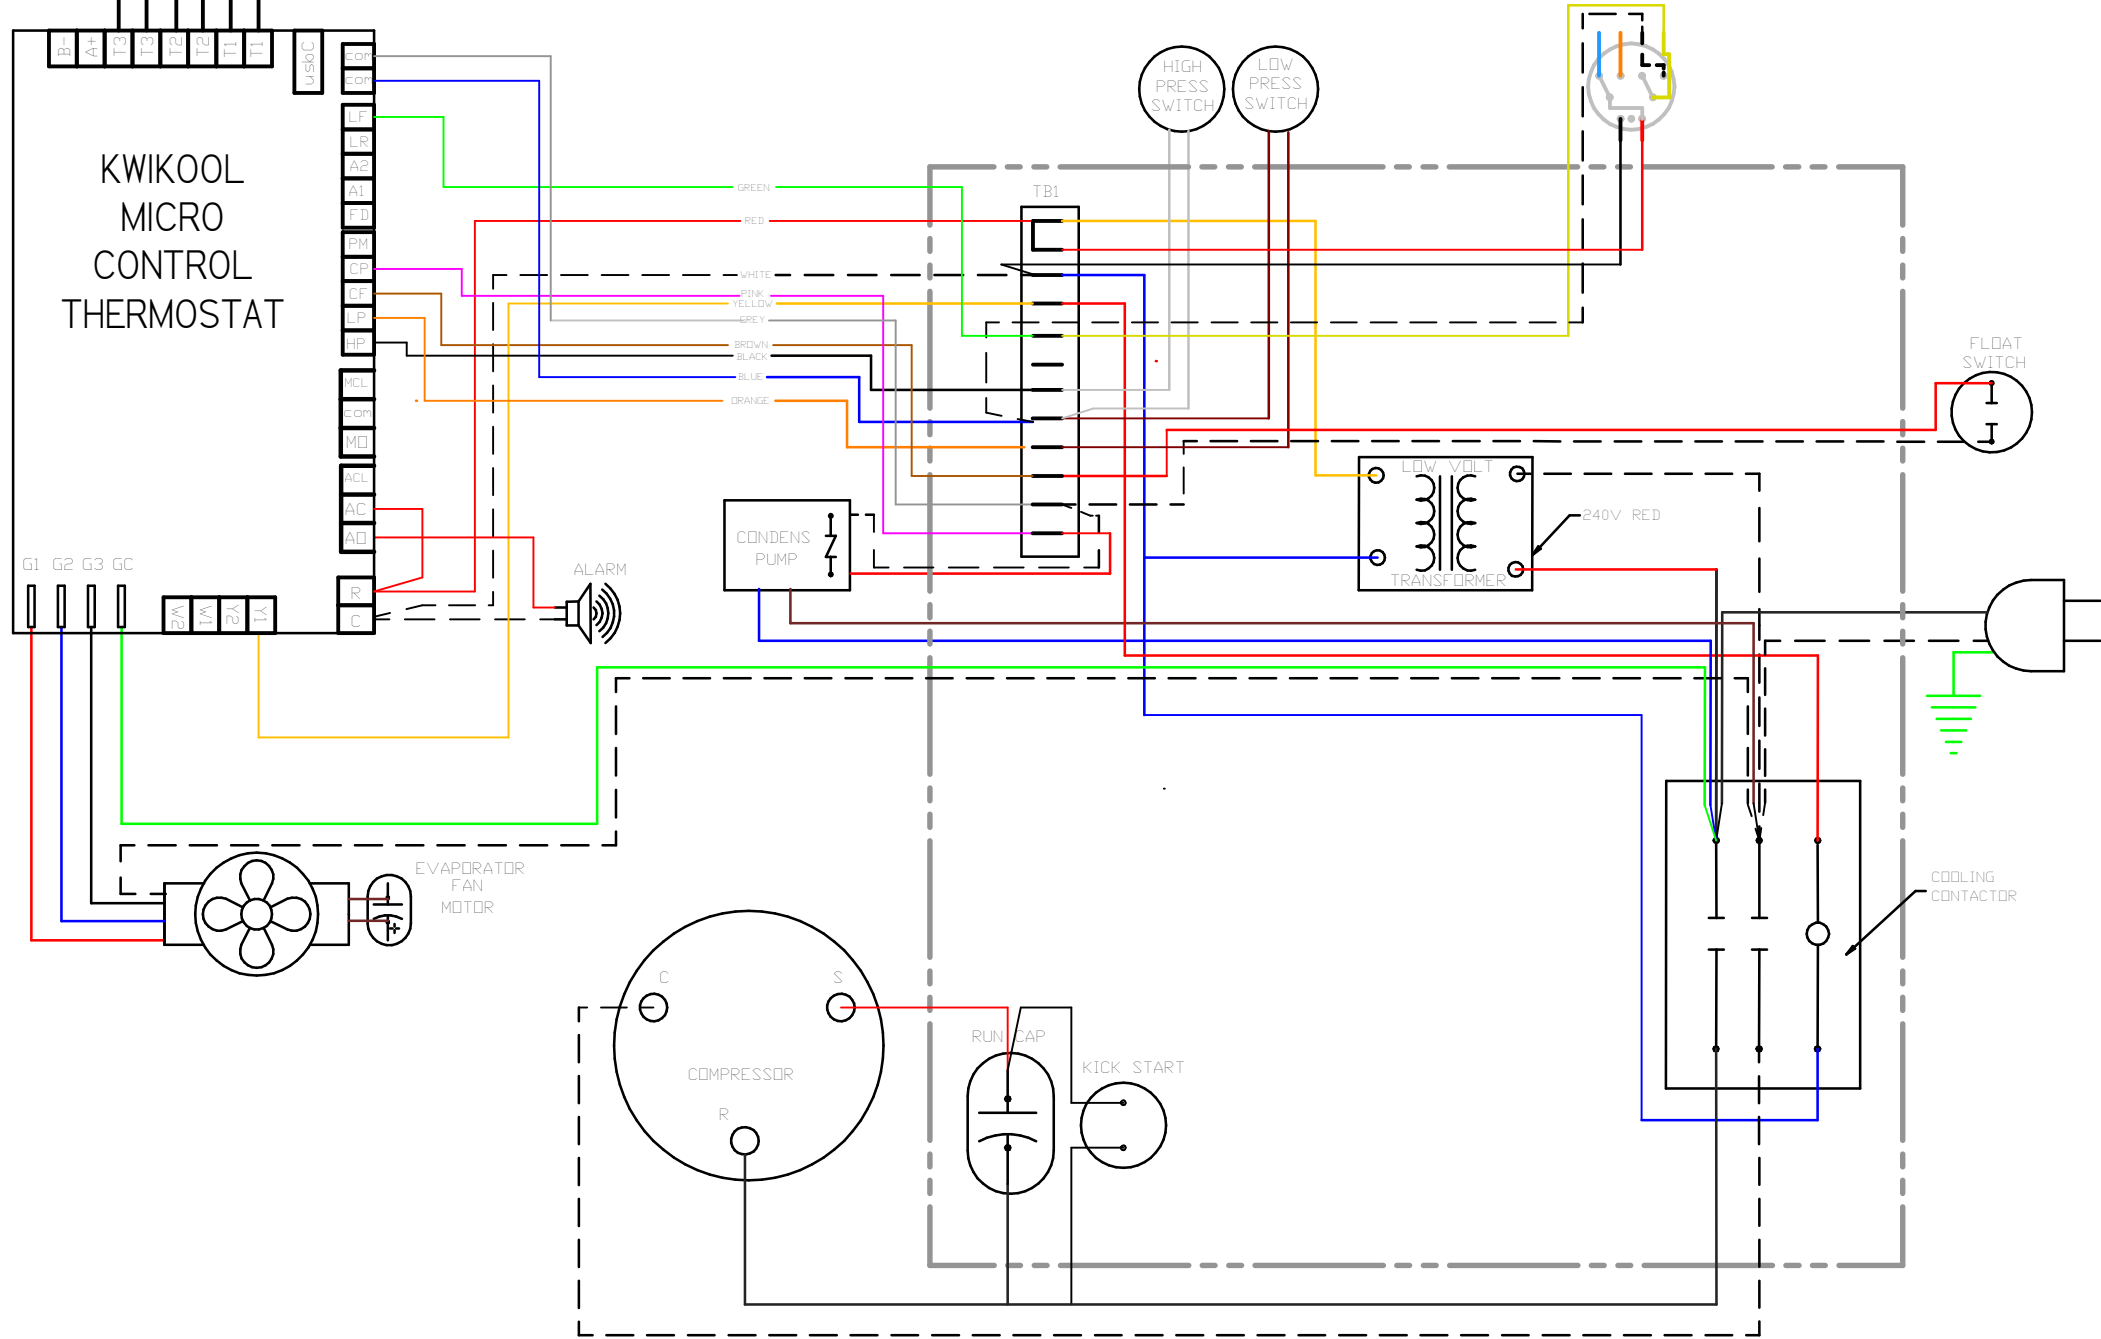 B-
A+
T3
T3
T2
T2
T1
T1
usbC
com
com
LF
LR
A2
A1
FD
PM
CP
CF
LP
HP
MCL
com
MO
ACL
AC
AO
R
C
KWIKOOL
MICRO
CONTROL
THERMOSTAT
G1 G2 G3 GC
W2
W1
Y2
Y1
ALARM
GREEN
RED
WHITE
PINK
YELLOW
GREY
BROWN
BLACK
BLUE
ORANGE
TB1
HIGH
PRESS
SWITCH
LOW
PRESS
SWITCH
FLOAT
SWITCH
CONDENS
PUMP
LOW VOLT
TRANSFORMER
240V RED
EVAPORATOR
FAN
MOTOR
COOLING
CONTACTOR
C
S
COMPRESSOR
R
RUN CAP
KICK START